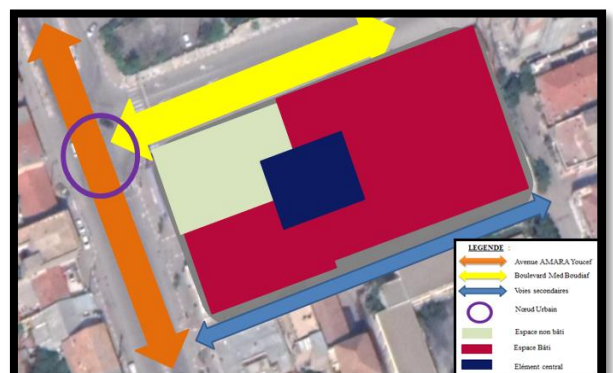 LEGENDE :
Avenue AMARA Youcef
Boulevard Med Boudiaf
Voies secondaires
Nœud Urbain
Espace non bâti
Espace Bâti
Elément central